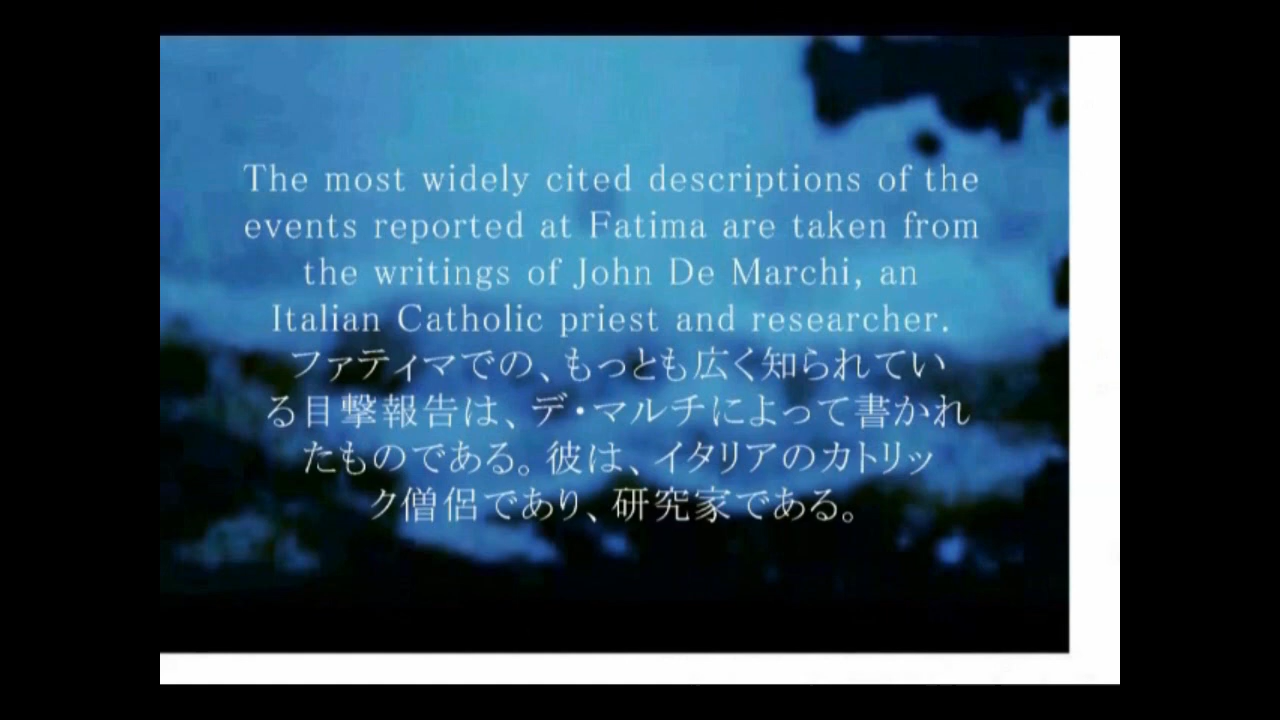 The most widely cited descriptions of the
events reported at Fatima are taken from
the writings of John De Marchi, an
Italian Catholic priest and researcher.
ファティマでの、もっとも広く知られてい
る目撃報告は、デ・マルチによって書かれ
たものである。彼は、イタリアのカトリッ
ク僧侶であり、研究家である。